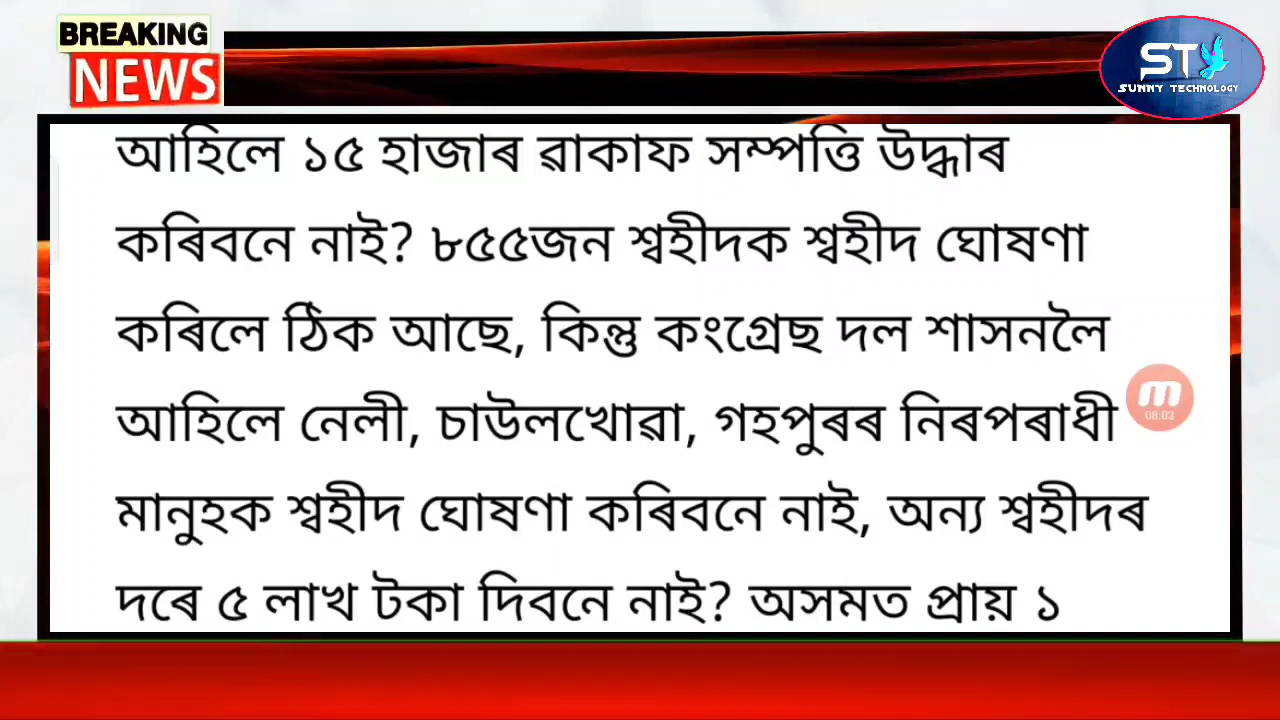 BREAKING
NEWS
ST
SUNNY TECHNOLOGY
আহিলে ১৫ হাজাৰ ৱাকাফ সম্পত্তি উদ্ধাৰ
কৰিবনে নাই? ৮৫৫জন শ্বহীদক শ্বহীদ ঘোষণা
কৰিলে ঠিক আছে, কিন্তু কংগ্ৰেছ দল শাসনলৈ
আহিলে নেলী, চাউলখোৱা, গহপুৰৰ নিৰপৰাধী
মানুহক শ্বহীদ ঘোষণা কৰিবনে নাই, অন্য শ্বহীদৰ
দৰে ৫ লাখ টকা দিবনে নাই? অসমত প্ৰায় ১
08:03